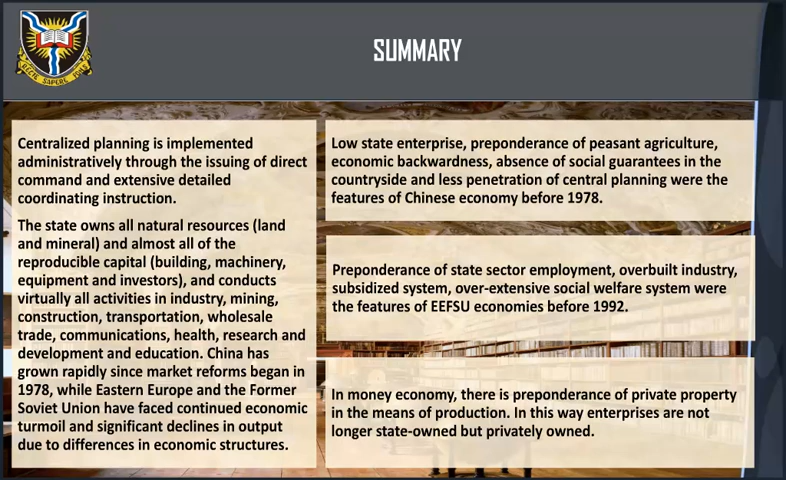 SUMMARY
RECTE SAPERE FONS
Centralized planning is implemented
administratively through the issuing of direct
command and extensive detailed
coordinating instruction.
The state owns all natural resources (land
and mineral) and almost all of the
reproducible capital (building, machinery,
equipment and investors), and conducts
virtually all activities in industry, mining,
construction, transportation, wholesale
trade, communications, health, research and
development and education. China has
grown rapidly since market reforms began in
1978, while Eastern Europe and the Former
Soviet Union have faced continued economic
turmoil and significant declines in output
due to differences in economic structures.
Low state enterprise, preponderance of peasant agriculture,
economic backwardness, absence of social guarantees in the
countryside and less penetration of central planning were the
features of Chinese economy before 1978.
Preponderance of state sector employment, overbuilt industry,
subsidized system, over-extensive social welfare system were
the features of EEFSU economies before 1992.
In money economy, there is preponderance of private property
in the means of production. In this way enterprises are not
longer state-owned but privately owned.